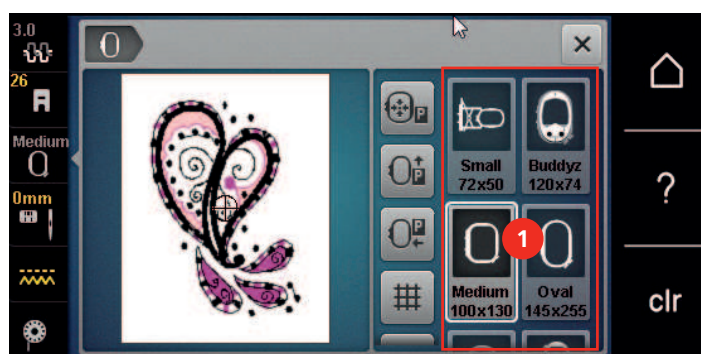 3.0
26
Medium
0mm
P
P
P
Small
72x50
Buddyz
120x74
Medium
100x130
Oval
145x255
1
?
clr